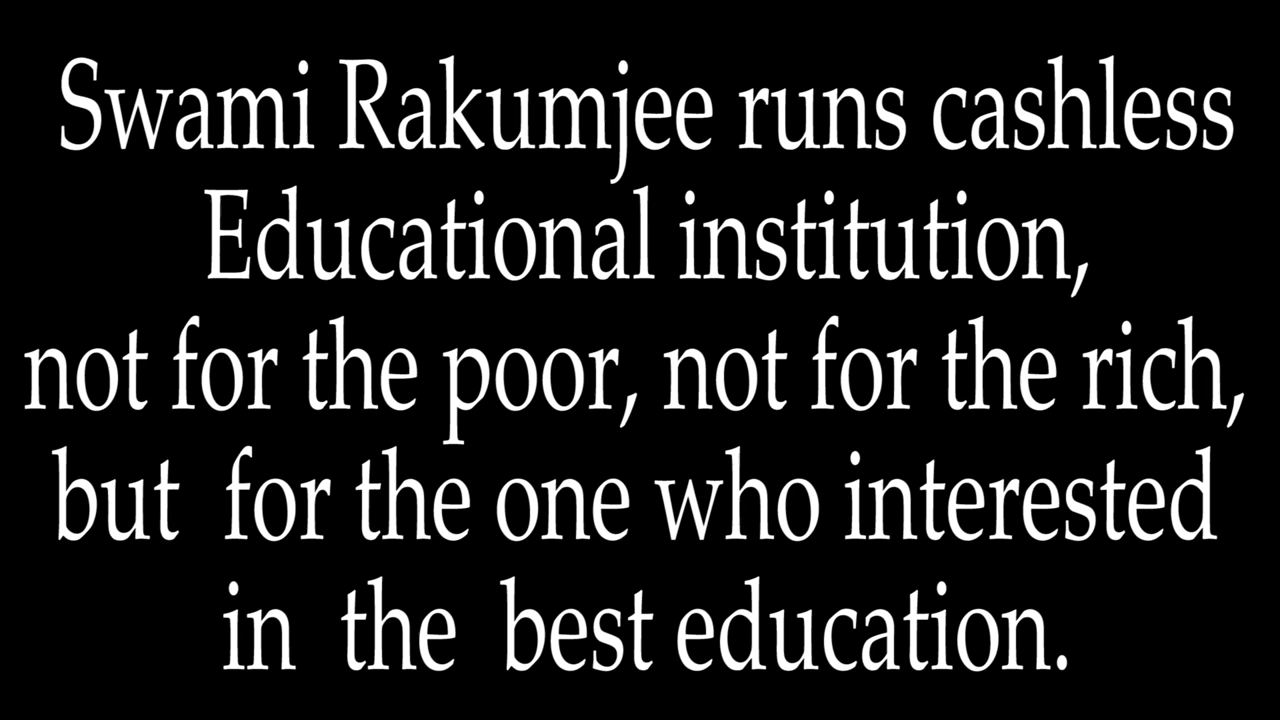 Swami Rakumjee runs cashless
Educational institution,
not for the poor, not for the rich,
but for the one who interested
in the best education.